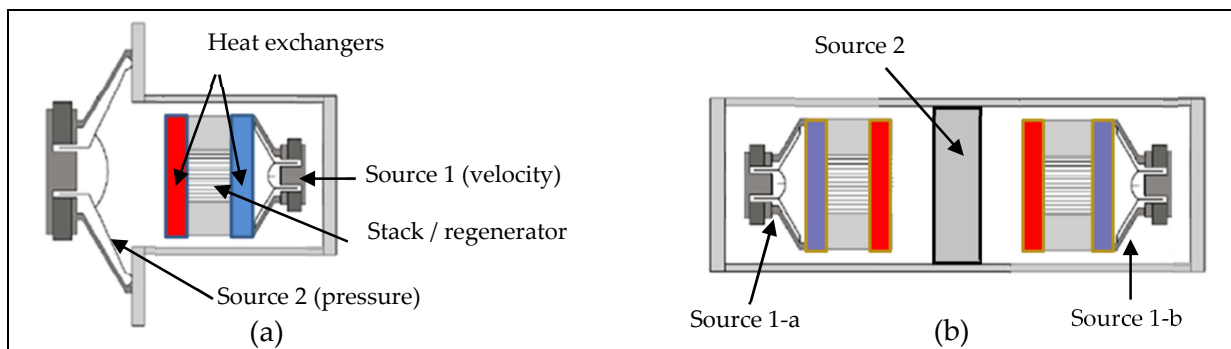 Heat exchangers
Source 1 (velocity)
Stack / regenerator
Source 2 (pressure)
(a)
Source 2
Source 1-a
Source 1-b
(b)